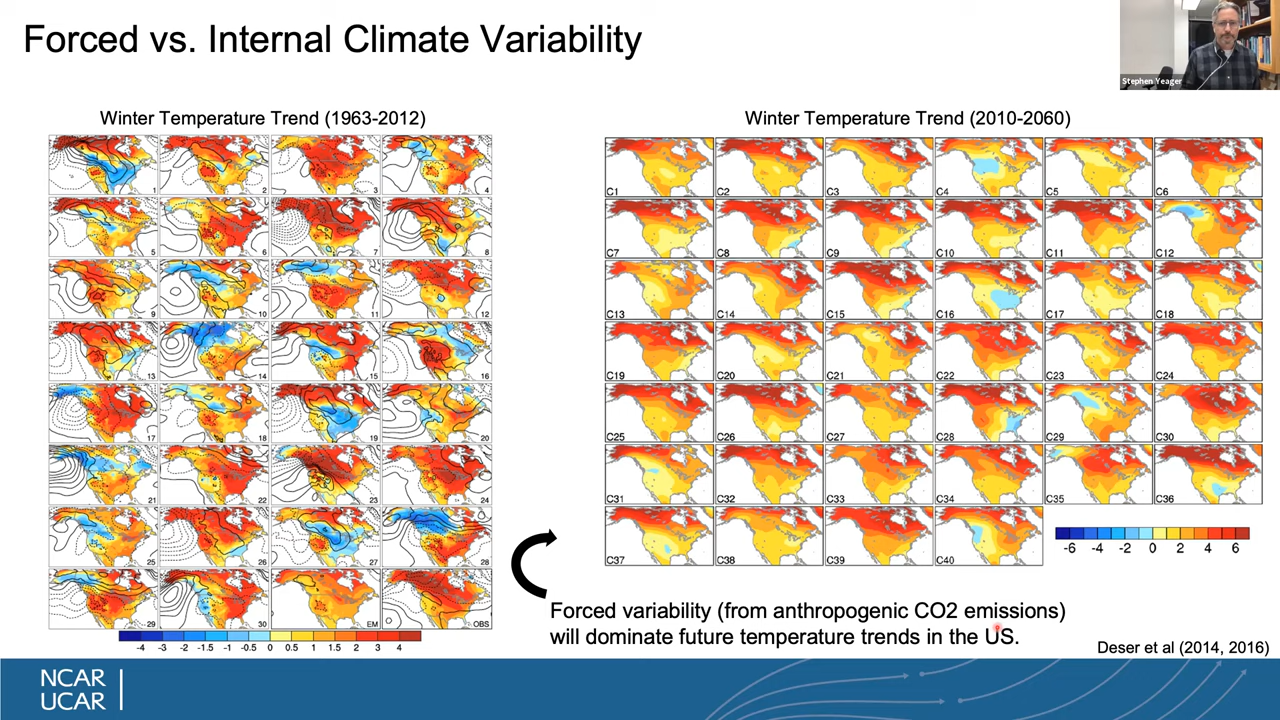 Forced vs. Internal Climate Variability
Stephen Yeager
Winter Temperature Trend (1963-2012)
1 2 3 4
5 6 7 8
9 10 11 12
13 14 15 16
17 18 19 20
21 22 23 24
25 26 27 28
29 30 EM OBS
-4 -3 -2 -1.5 -1 -0.5 0 0.5 1 1.5 2 3 4
Winter Temperature Trend (2010-2060)
C1 C2 C3 C4 C5 C6
C7 C8 C9 C10 C11 C12
C13 C14 C15 C16 C17 C18
C19 C20 C21 C22 C23 C24
C25 C26 C27 C28 C29 C30
C31 C32 C33 C34 C35 C36
C37 C38 C39 C40
-6 -4 -2 0 2 4 6
Forced variability (from anthropogenic CO2 emissions)
will dominate future temperature trends in the US.
Deser et al (2014, 2016)
NCAR
UCAR